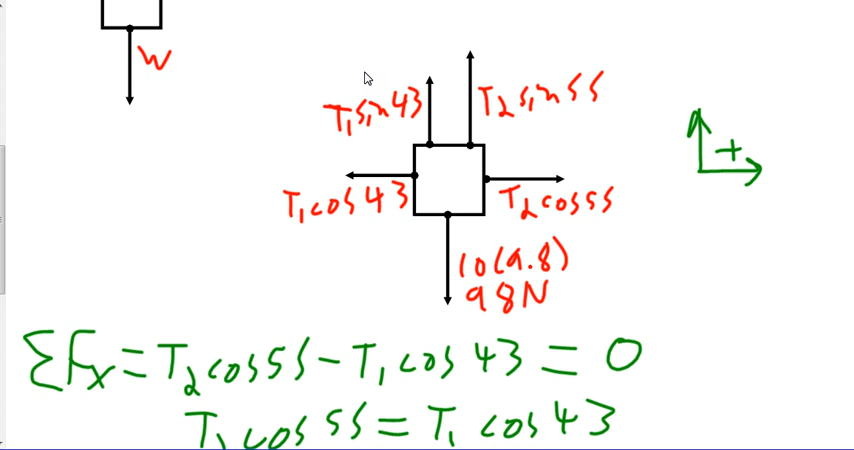 W
T₁sin43
T₂sin55
+
T₁cos43
T₂cos55
10(9.8)
98N
ΣFx=T₂cos55-T₁cos43=0
T₁cos55=T₁cos43